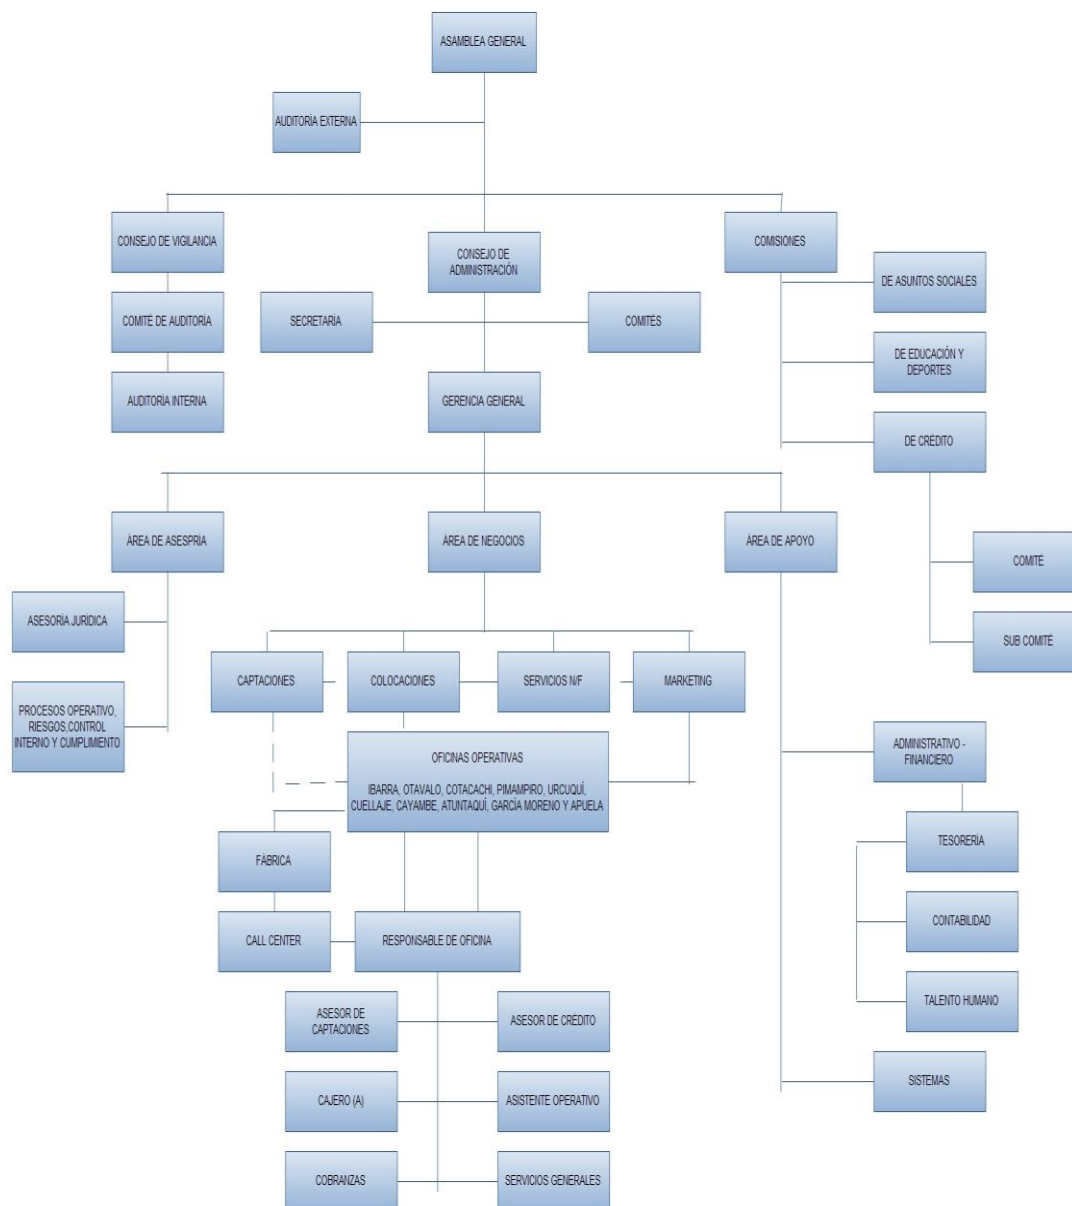 ASAMBLEA GENERAL
AUDITORÍA EXTERNA
CONSEJO DE VIGILANCIA
CONSEJO DE
ADMINISTRACIÓN
COMISIONES
DE ASUNTOS SOCIALES
COMITÉ DE AUDITORÍA
SECRETARÍA
COMITÉS
DE EDUCACIÓN Y
DEPORTES
AUDITORÍA INTERNA
GERENCIA GENERAL
DE CRÉDITO
ÁREA DE ASESPRÍA
ÁREA DE NEGOCIOS
ÁREA DE APOYO
COMITÉ
ASESORÍA JURÍDICA
SUB COMITÉ
CAPTACIONES
COLOCACIONES
SERVICIOS N/F
MARKETING
PROCESOS OPERATIVO,
RIESGOS,CONTROL
INTERNO Y CUMPLIMIENTO
OFICINAS OPERATIVAS
IBARRA, OTAVALO, COTACACHI, PIMAMPIRO, URCUQUÍ,
CUELLAJE, CAYAMBE, ATUNTAQUÍ, GARCÍA MORENO Y APUELA
ADMINISTRATIVO -
FINANCIERO
FÁBRICA
TESORERÍA
CALL CENTER
RESPONSABLE DE OFICINA
CONTABILIDAD
TALENTO HUMANO
ASESOR DE
CAPTACIONES
ASESOR DE CRÉDITO
CAJERO (A)
ASISTENTE OPERATIVO
SISTEMAS
COBRANZAS
SERVICIOS GENERALES